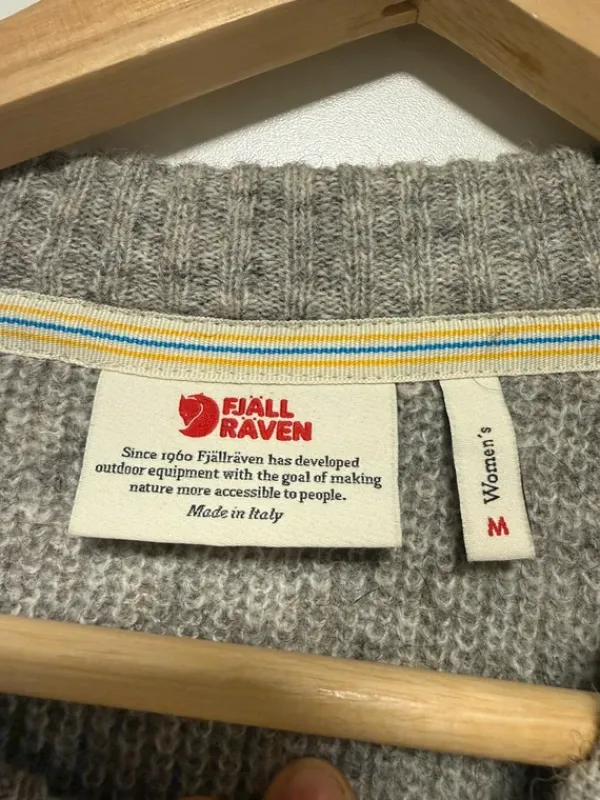 FJÄLL
RÄVEN
Since 1960 Fjällräven has developed
outdoor equipment with the goal of making
nature more accessible to people.
Made in Italy
Women's
M